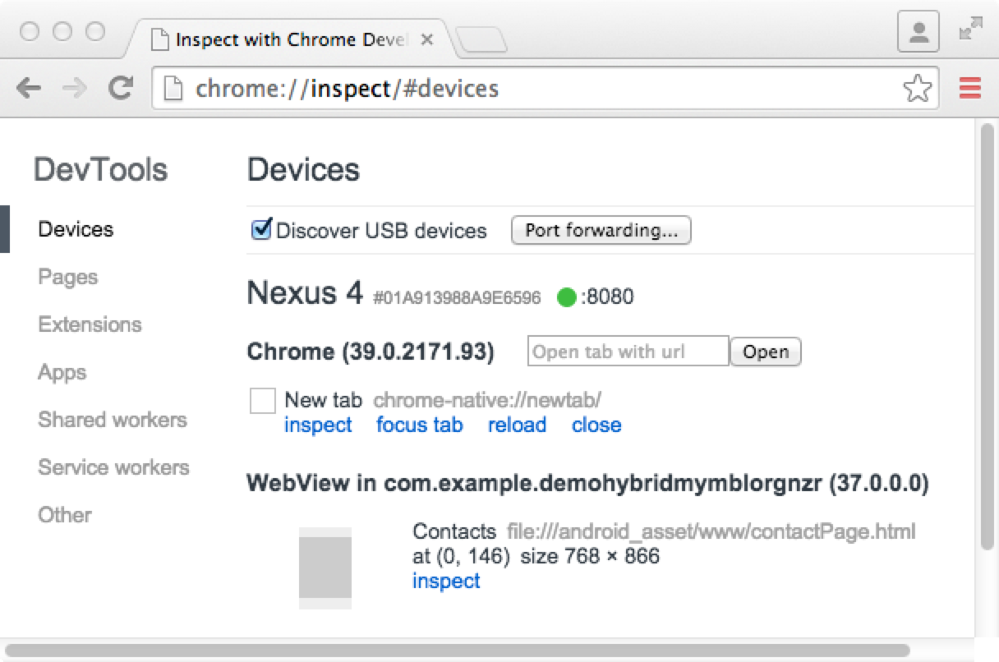 Inspect with Chrome Devel
chrome://inspect/#devices
DevTools
Devices
Pages
Extensions
Apps
Shared workers
Service workers
Other
Devices
Discover USB devices Port forwarding...
Nexus 4 #01A913988A9E6596 :8080
Chrome (39.0.2171.93) Open tab with url Open
New tab chrome-native://newtab/
inspect focus tab reload close
WebView in com.example.demohybridmymblorgnzr (37.0.0.0)
Contacts file:///android_asset/www/contactPage.html
at (0, 146) size 768 × 866
inspect